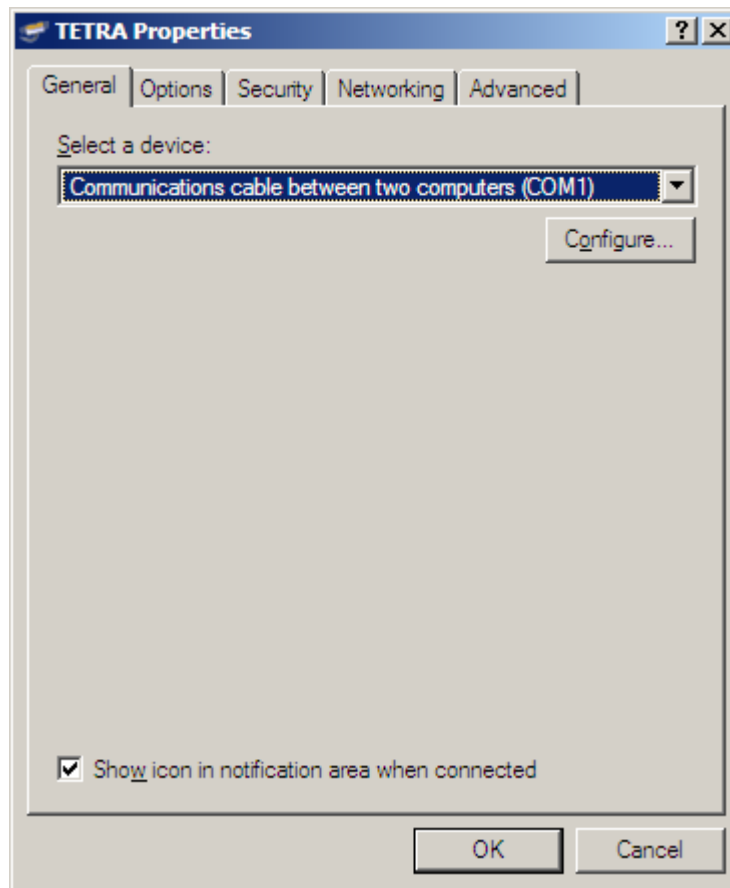 TETRA Properties
General Options Security Networking Advanced
Select a device:
Communications cable between two computers (COM1)
Configure...
Show icon in notification area when connected
OK Cancel